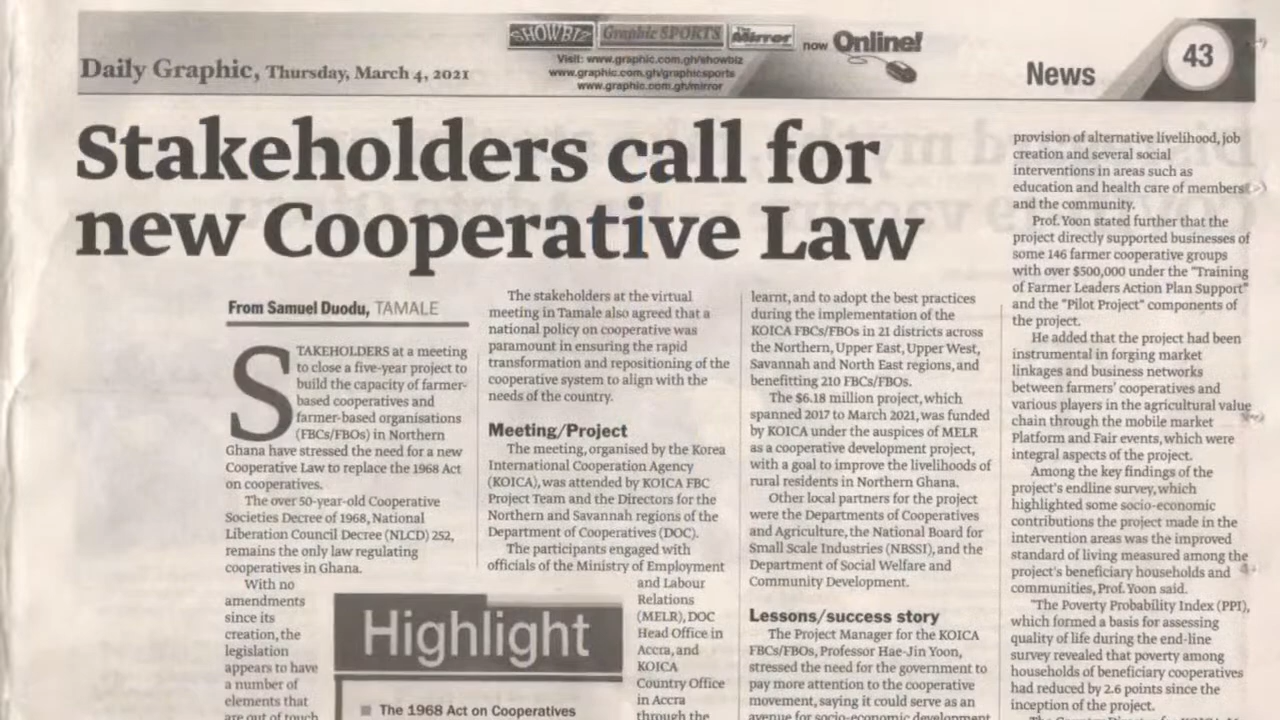 SHOWBIZ Graphic SPORTS The Mirror now Online!
Visit: www.graphic.com.gh/showbiz
www.graphic.com.gh/graphicsports
www.graphic.com.gh/mirror
Daily Graphic, Thursday, March 4, 2021
News
43
Stakeholders call for
new Cooperative Law
From Samuel Duodu, TAMALE
STAKEHOLDERS at a meeting
to close a five-year project to
build the capacity of farmer-
based cooperatives and
farmer-based organisations
(FBCs/FBOs) in Northern
Ghana have stressed the need for a new
Cooperative Law to replace the 1968 Act
on cooperatives.
The over 50-year-old Cooperative
Societies Decree of 1968, National
Liberation Council Decree (NLCD) 252,
remains the only law regulating
cooperatives in Ghana.
With no
amendments
since its
creation, the
legislation
appears to have
a number of
elements that
are out of touch
Highlight
The 1968 Act on Cooperatives
The stakeholders at the virtual
meeting in Tamale also agreed that a
national policy on cooperative was
paramount in ensuring the rapid
transformation and repositioning of the
cooperative system to align with the
needs of the country.
Meeting/Project
The meeting, organised by the Korea
International Cooperation Agency
(KOICA), was attended by KOICA FBC
Project Team and the Directors for the
Northern and Savannah regions of the
Department of Cooperatives (DOC).
The participants engaged with
officials of the Ministry of Employment
and Labour
Relations
(MELR), DOC
Head Office in
Accra, and
KOICA
Country Office
in Accra
through the
learnt, and to adopt the best practices
during the implementation of the
KOICA FBCs/FBOs in 21 districts across
the Northern, Upper East, Upper West,
Savannah and North East regions, and
benefitting 210 FBCs/FBOs.
The $6.18 million project, which
spanned 2017 to March 2021, was funded
by KOICA under the auspices of MELR
as a cooperative development project,
with a goal to improve the livelihoods of
rural residents in Northern Ghana.
Other local partners for the project
were the Departments of Cooperatives
and Agriculture, the National Board for
Small Scale Industries (NBSSI), and the
Department of Social Welfare and
Community Development.
Lessons/success story
The Project Manager for the KOICA
FBCs/FBOs, Professor Hae-Jin Yoon,
stressed the need for the government to
pay more attention to the cooperative
movement, saying it could serve as an
avenue for socio-economic development
provision of alternative livelihood, job
creation and several social
interventions in areas such as
education and health care of members
and the community.
Prof. Yoon stated further that the
project directly supported businesses of
some 146 farmer cooperative groups
with over $500,000 under the "Training
of Farmer Leaders Action Plan Support"
and the "Pilot Project" components of
the project.
He added that the project had been
instrumental in forging market
linkages and business networks
between farmers' cooperatives and
various players in the agricultural value
chain through the mobile market
Platform and Fair events, which were
integral aspects of the project.
Among the key findings of the
project's endline survey, which
highlighted some socio-economic
contributions the project made in the
intervention areas was the improved
standard of living measured among the
project's beneficiary households and
communities, Prof. Yoon said.
"The Poverty Probability Index (PPI),
which formed a basis for assessing
quality of life during the end-line
survey revealed that poverty among
households of beneficiary cooperatives
had reduced by 2.6 points since the
inception of the project.